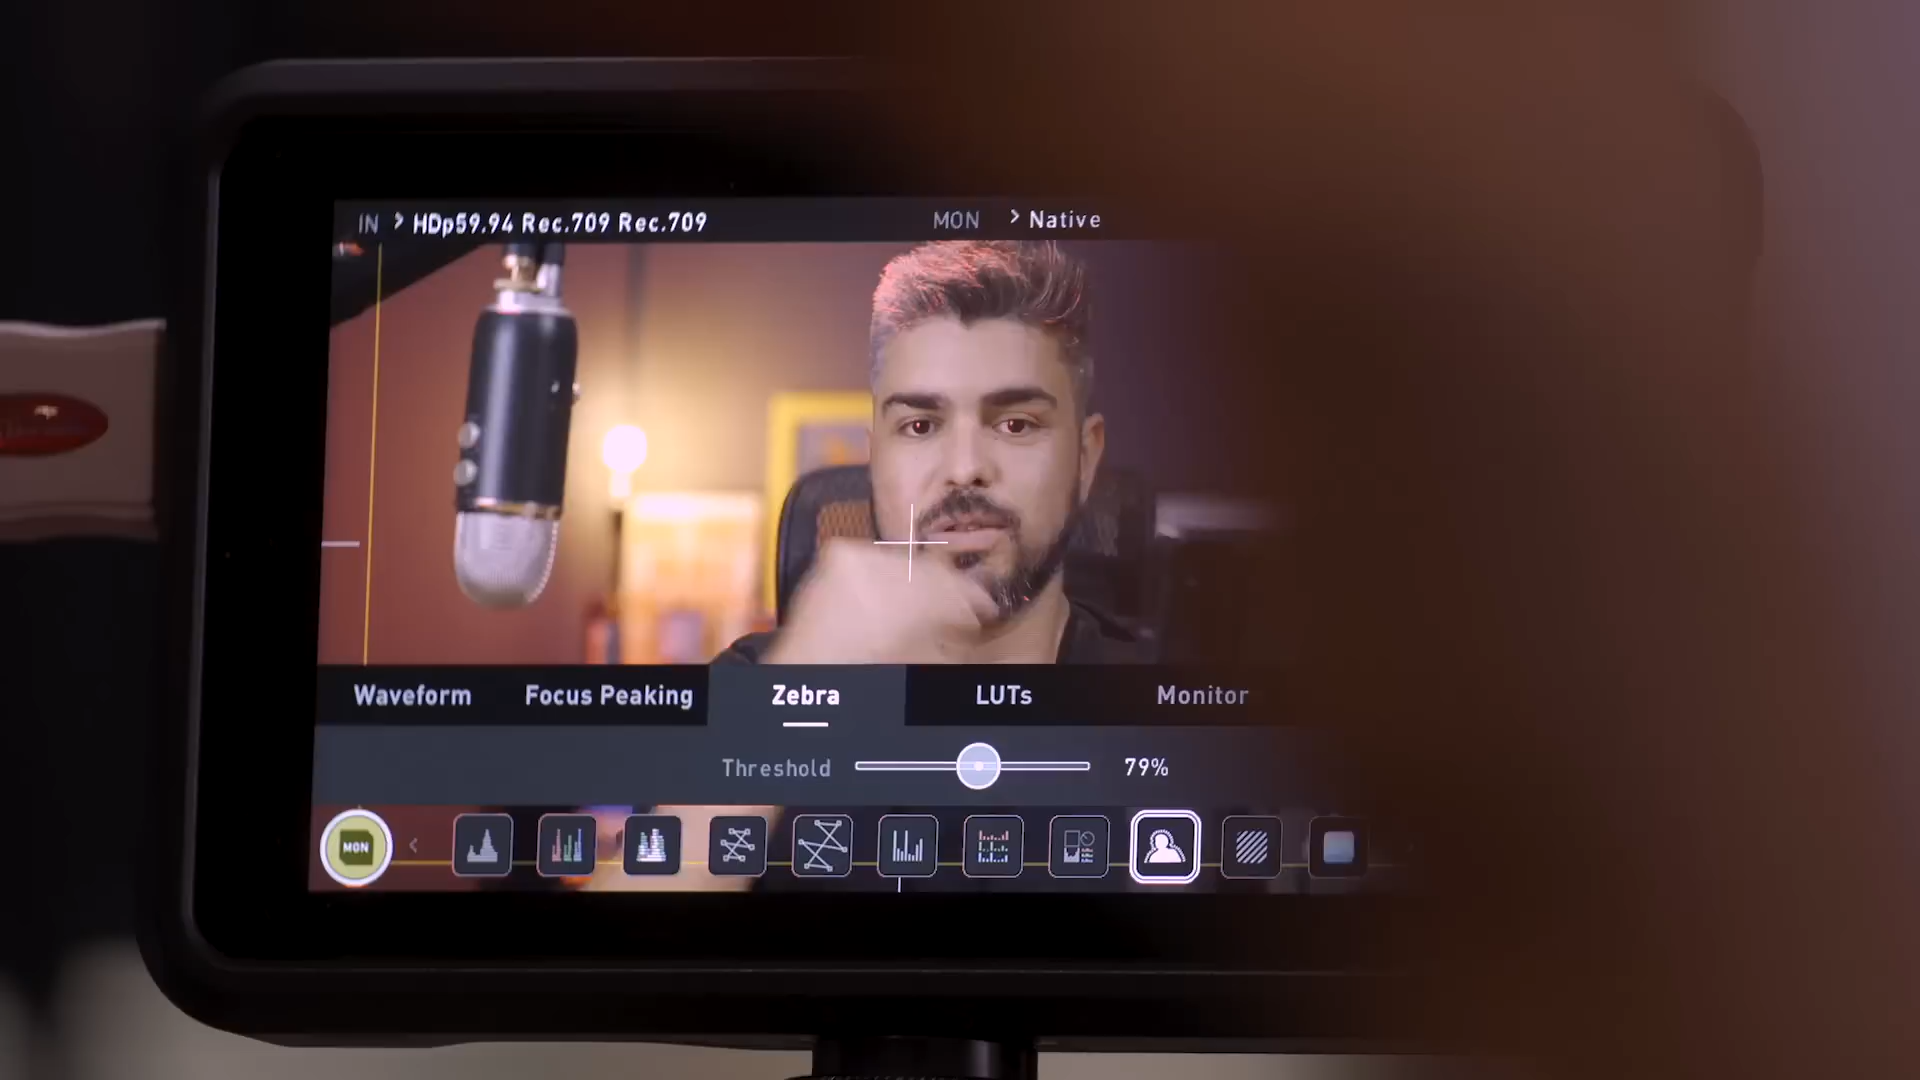 IN > HDp59.94 Rec.709 Rec.709 MON > Native
Waveform Focus Peaking Zebra LUTs Monitor
Threshold 79%
MON